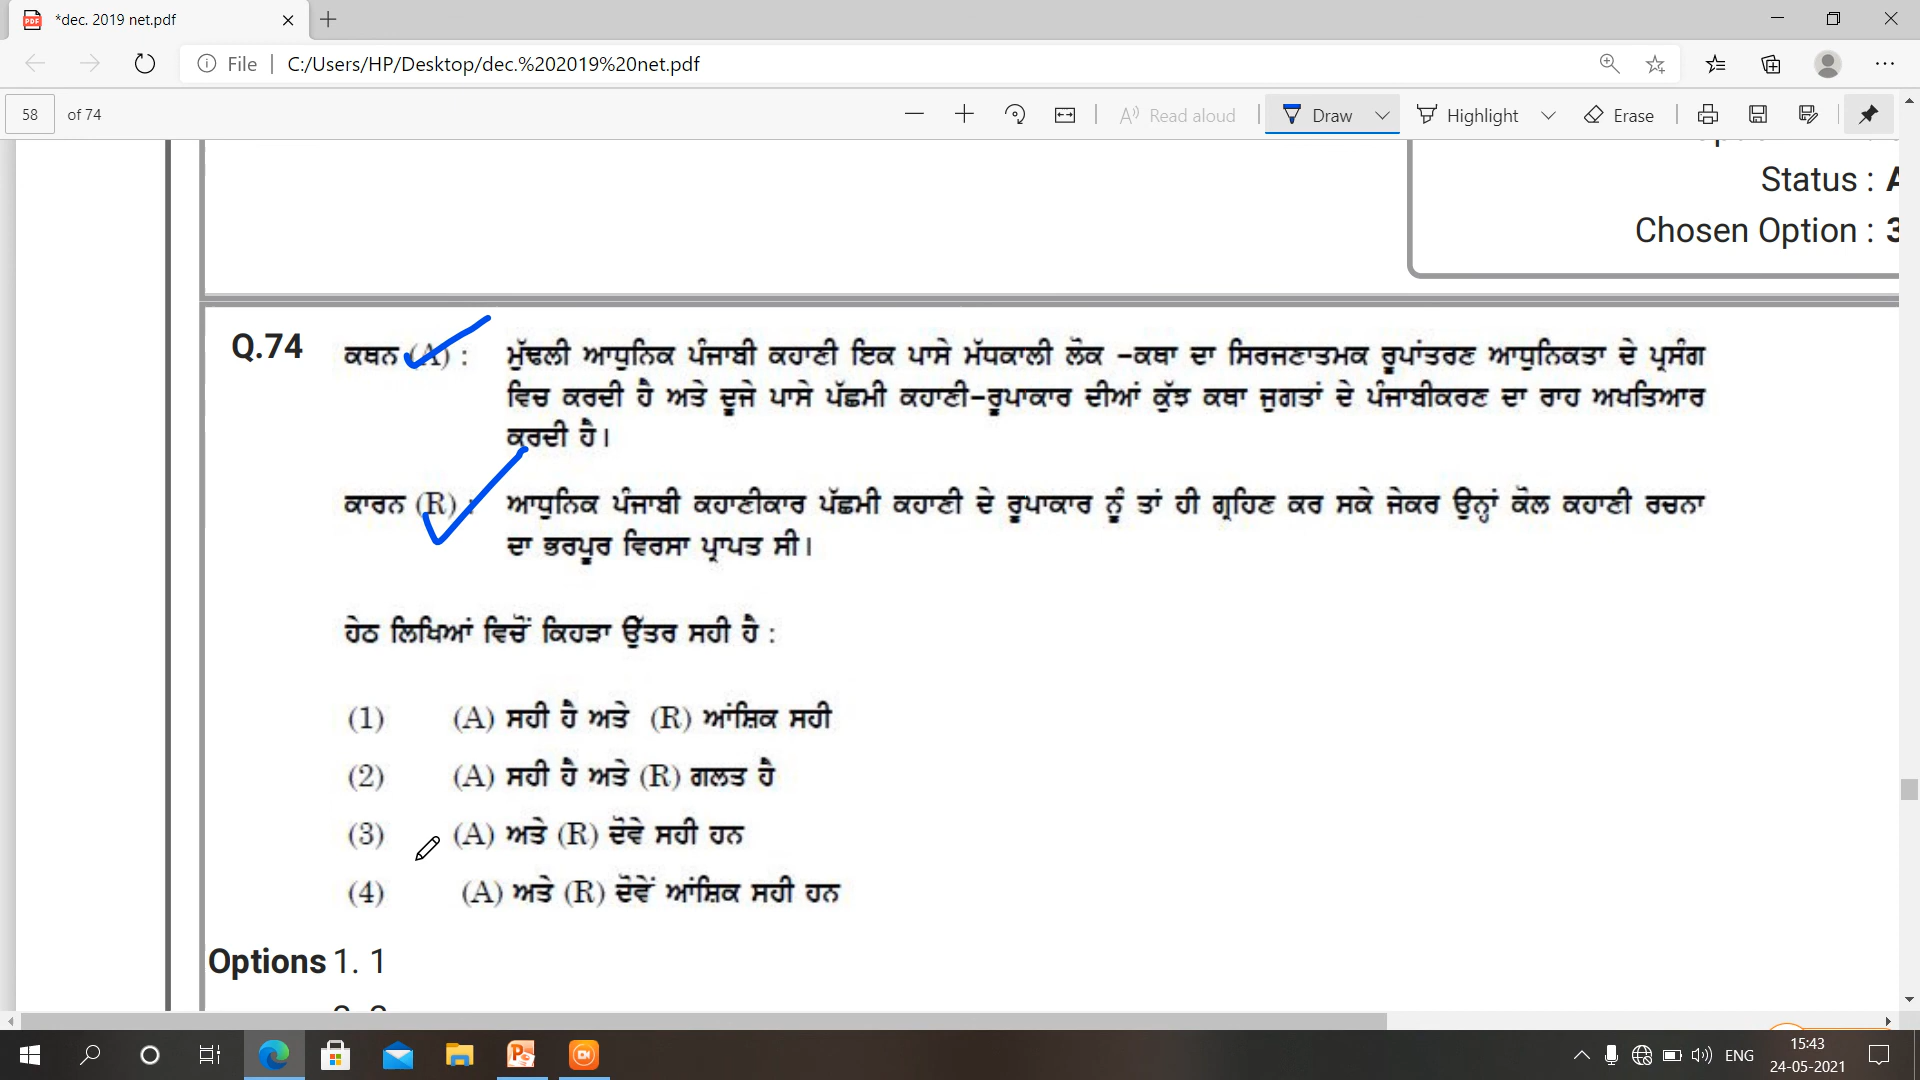 *dec. 2019 net.pdf
File | C:/Users/HP/Desktop/dec.%202019%20net.pdf
58 of 74 Read aloud Draw Highlight Erase
Status : A
Chosen Option : 3
Q.74 ਕਥਨ (A) : ਮੁੱਢਲੀ ਆਧੁਨਿਕ ਪੰਜਾਬੀ ਕਹਾਣੀ ਇਕ ਪਾਸੇ ਮੱਧਕਾਲੀ ਲੋਕ –ਕਥਾ ਦਾ ਸਿਰਜਣਾਤਮਕ ਰੂਪਾਂਤਰਣ ਆਧੁਨਿਕਤਾ ਦੇ ਪ੍ਰਸੰਗ
ਵਿਚ ਕਰਦੀ ਹੈ ਅਤੇ ਦੂਜੇ ਪਾਸੇ ਪੱਛਮੀ ਕਹਾਣੀ–ਰੂਪਾਕਾਰ ਦੀਆਂ ਕੁੱਝ ਕਥਾ ਜੁਗਤਾਂ ਦੇ ਪੰਜਾਬੀਕਰਣ ਦਾ ਰਾਹ ਅਖਤਿਆਰ
ਕਰਦੀ ਹੈ।
ਕਾਰਨ (R) : ਆਧੁਨਿਕ ਪੰਜਾਬੀ ਕਹਾਣੀਕਾਰ ਪੱਛਮੀ ਕਹਾਣੀ ਦੇ ਰੂਪਾਕਾਰ ਨੂੰ ਤਾਂ ਹੀ ਗ੍ਰਹਿਣ ਕਰ ਸਕੇ ਜੇਕਰ ਉਨ੍ਹਾਂ ਕੋਲ ਕਹਾਣੀ ਰਚਨਾ
ਦਾ ਭਰਪੂਰ ਵਿਰਸਾ ਪ੍ਰਾਪਤ ਸੀ।
ਹੇਠ ਲਿਖਿਆਂ ਵਿਚੋਂ ਕਿਹੜਾ ਉੱਤਰ ਸਹੀ ਹੈ :
(1) (A) ਸਹੀ ਹੈ ਅਤੇ (R) ਆਂਸ਼ਿਕ ਸਹੀ
(2) (A) ਸਹੀ ਹੈ ਅਤੇ (R) ਗਲਤ ਹੈ
(3) (A) ਅਤੇ (R) ਦੋਵੇ ਸਹੀ ਹਨ
(4) (A) ਅਤੇ (R) ਦੋਵੇਂ ਆਂਸ਼ਿਕ ਸਹੀ ਹਨ
Options 1. 1
ENG 15:43
24-05-2021